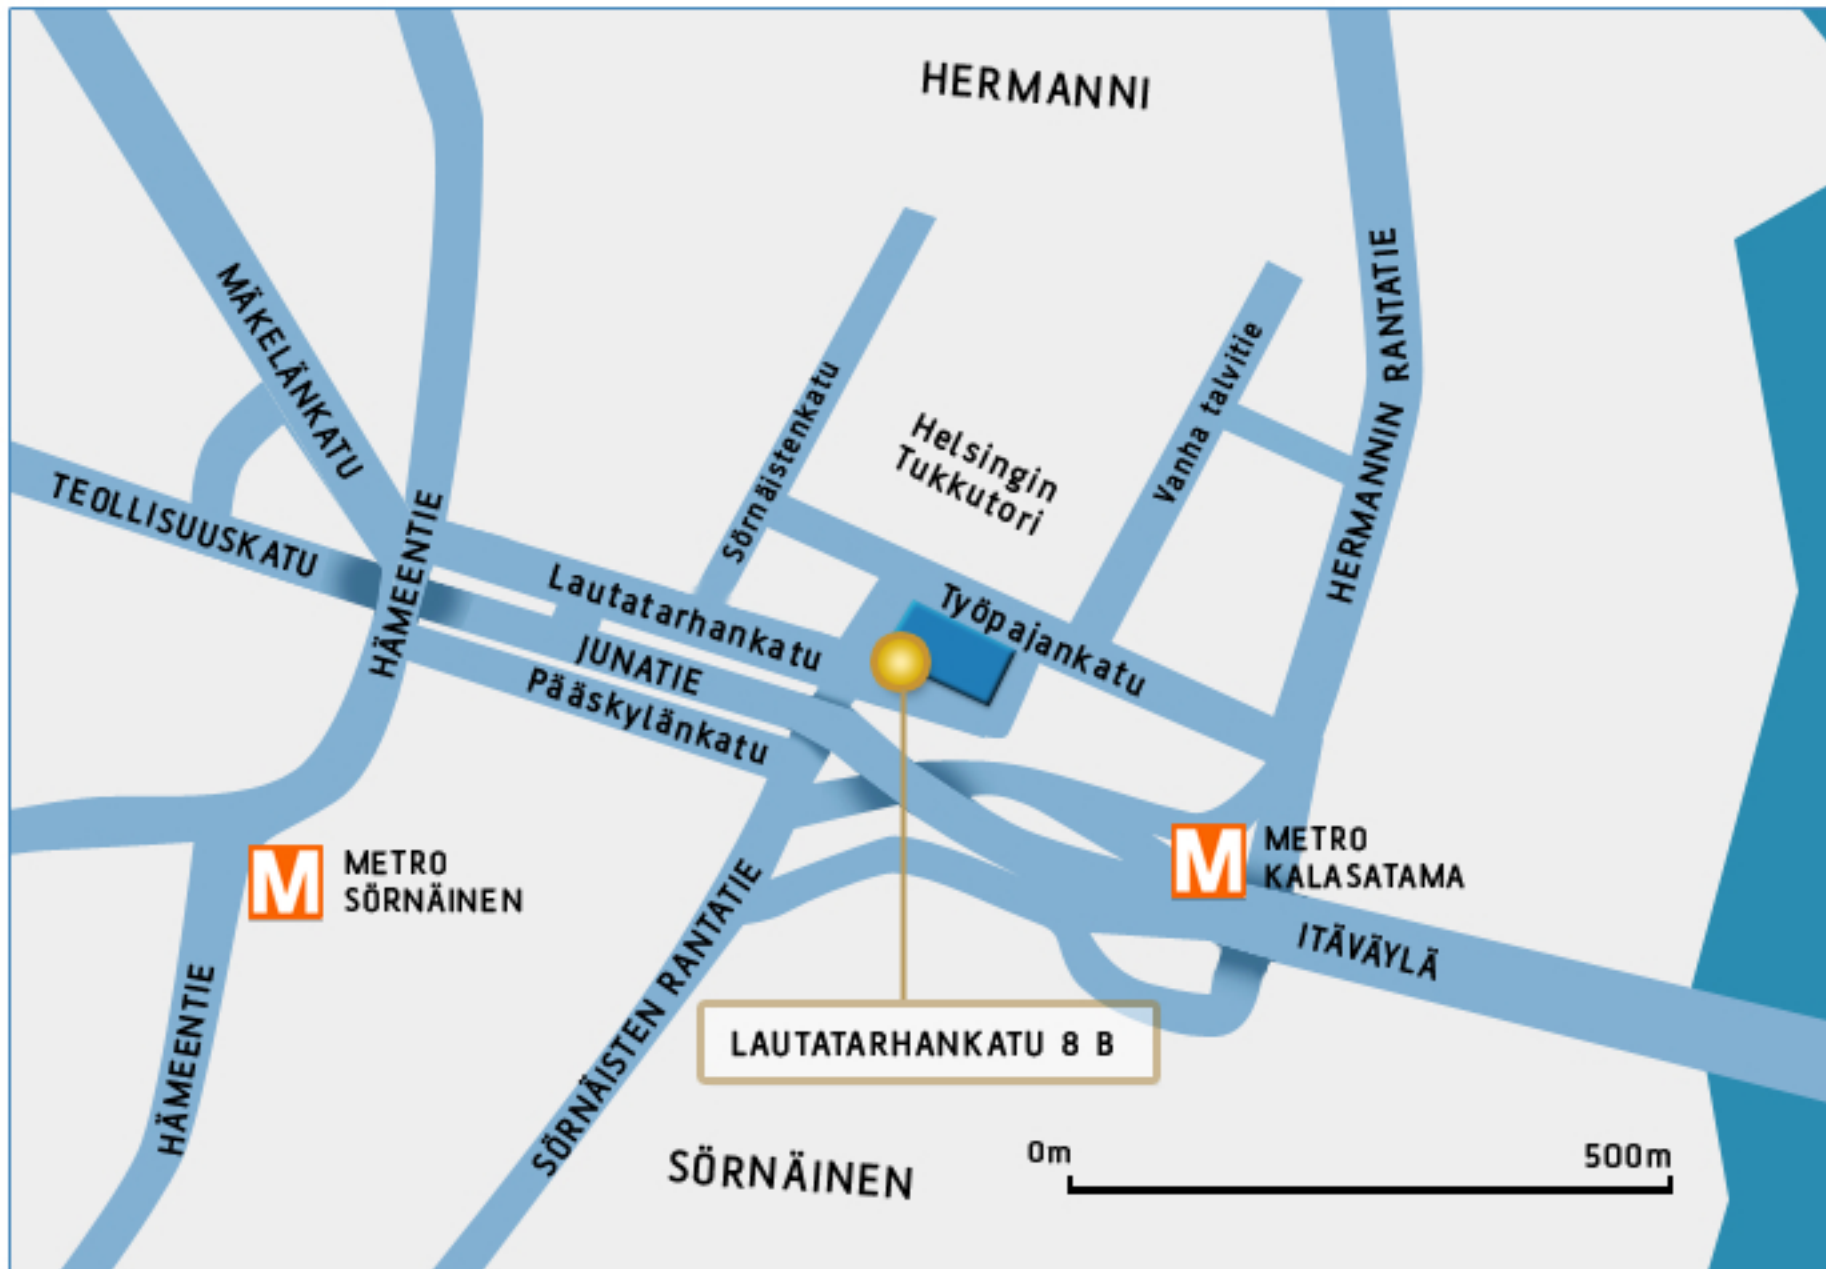 HERMANNI
MÄKELÄNKATU
HERMANNIN RANTATIE
Sörnäistenkatu
Vanha talvitie
Helsingin
Tukkutori
TEOLLISUUSKATU
HÄMEENTIE
Lautatarhankatu
Työpajankatu
JUNATIE
Pääskylänkatu
M
METRO
SÖRNÄINEN
M
METRO
KALASATAMA
ITÄVÄYLÄ
HÄMEENTIE
SÖRNÄISTEN RANTATIE
LAUTATARHANKATU 8 B
SÖRNÄINEN
0m
500m